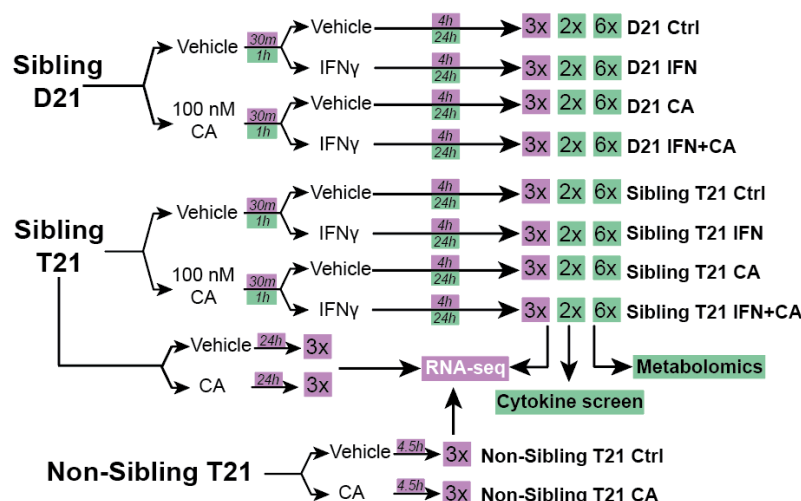 Sibling D21
Vehicle 30m 1h Vehicle 4h 24h 3x 2x 6x D21 Ctrl
IFNγ 4h 24h 3x 2x 6x D21 IFN
100 nM CA 30m 1h Vehicle 4h 24h 3x 2x 6x D21 CA
IFNγ 4h 24h 3x 2x 6x D21 IFN+CA
Sibling T21
Vehicle 30m 1h Vehicle 4h 24h 3x 2x 6x Sibling T21 Ctrl
IFNγ 4h 24h 3x 2x 6x Sibling T21 IFN
100 nM CA 30m 1h Vehicle 4h 24h 3x 2x 6x Sibling T21 CA
IFNγ 4h 24h 3x 2x 6x Sibling T21 IFN+CA
Vehicle 24h 3x
CA 24h 3x
RNA-seq
Metabolomics
Cytokine screen
Non-Sibling T21
Vehicle 4.5h 3x Non-Sibling T21 Ctrl
CA 4.5h 3x Non-Sibling T21 CA